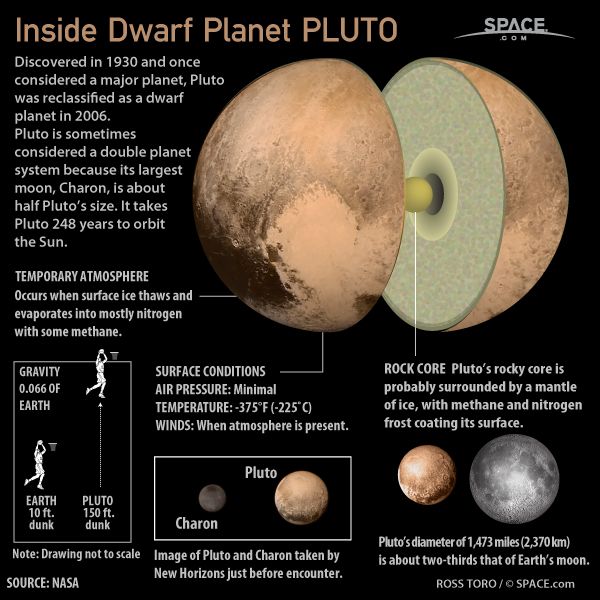 Inside Dwarf Planet PLUTO
SPACE
.COM
Discovered in 1930 and once
considered a major planet, Pluto
was reclassified as a dwarf
planet in 2006.
Pluto is sometimes
considered a double planet
system because its largest
moon, Charon, is about
half Pluto's size. It takes
Pluto 248 years to orbit
the Sun.
TEMPORARY ATMOSPHERE
Occurs when surface ice thaws and
evaporates into mostly nitrogen
with some methane.
GRAVITY
0.066 OF
EARTH
EARTH
10 ft.
dunk
PLUTO
150 ft.
dunk
Note: Drawing not to scale
SURFACE CONDITIONS
AIR PRESSURE: Minimal
TEMPERATURE: -375°F (-225˚C)
WINDS: When atmosphere is present.
Pluto
Charon
Image of Pluto and Charon taken by
New Horizons just before encounter.
ROCK CORE Pluto's rocky core is
probably surrounded by a mantle
of ice, with methane and nitrogen
frost coating its surface.
Pluto's diameter of 1,473 miles (2,370 km)
is about two-thirds that of Earth's moon.
SOURCE: NASA
ROSS TORO / © SPACE.com